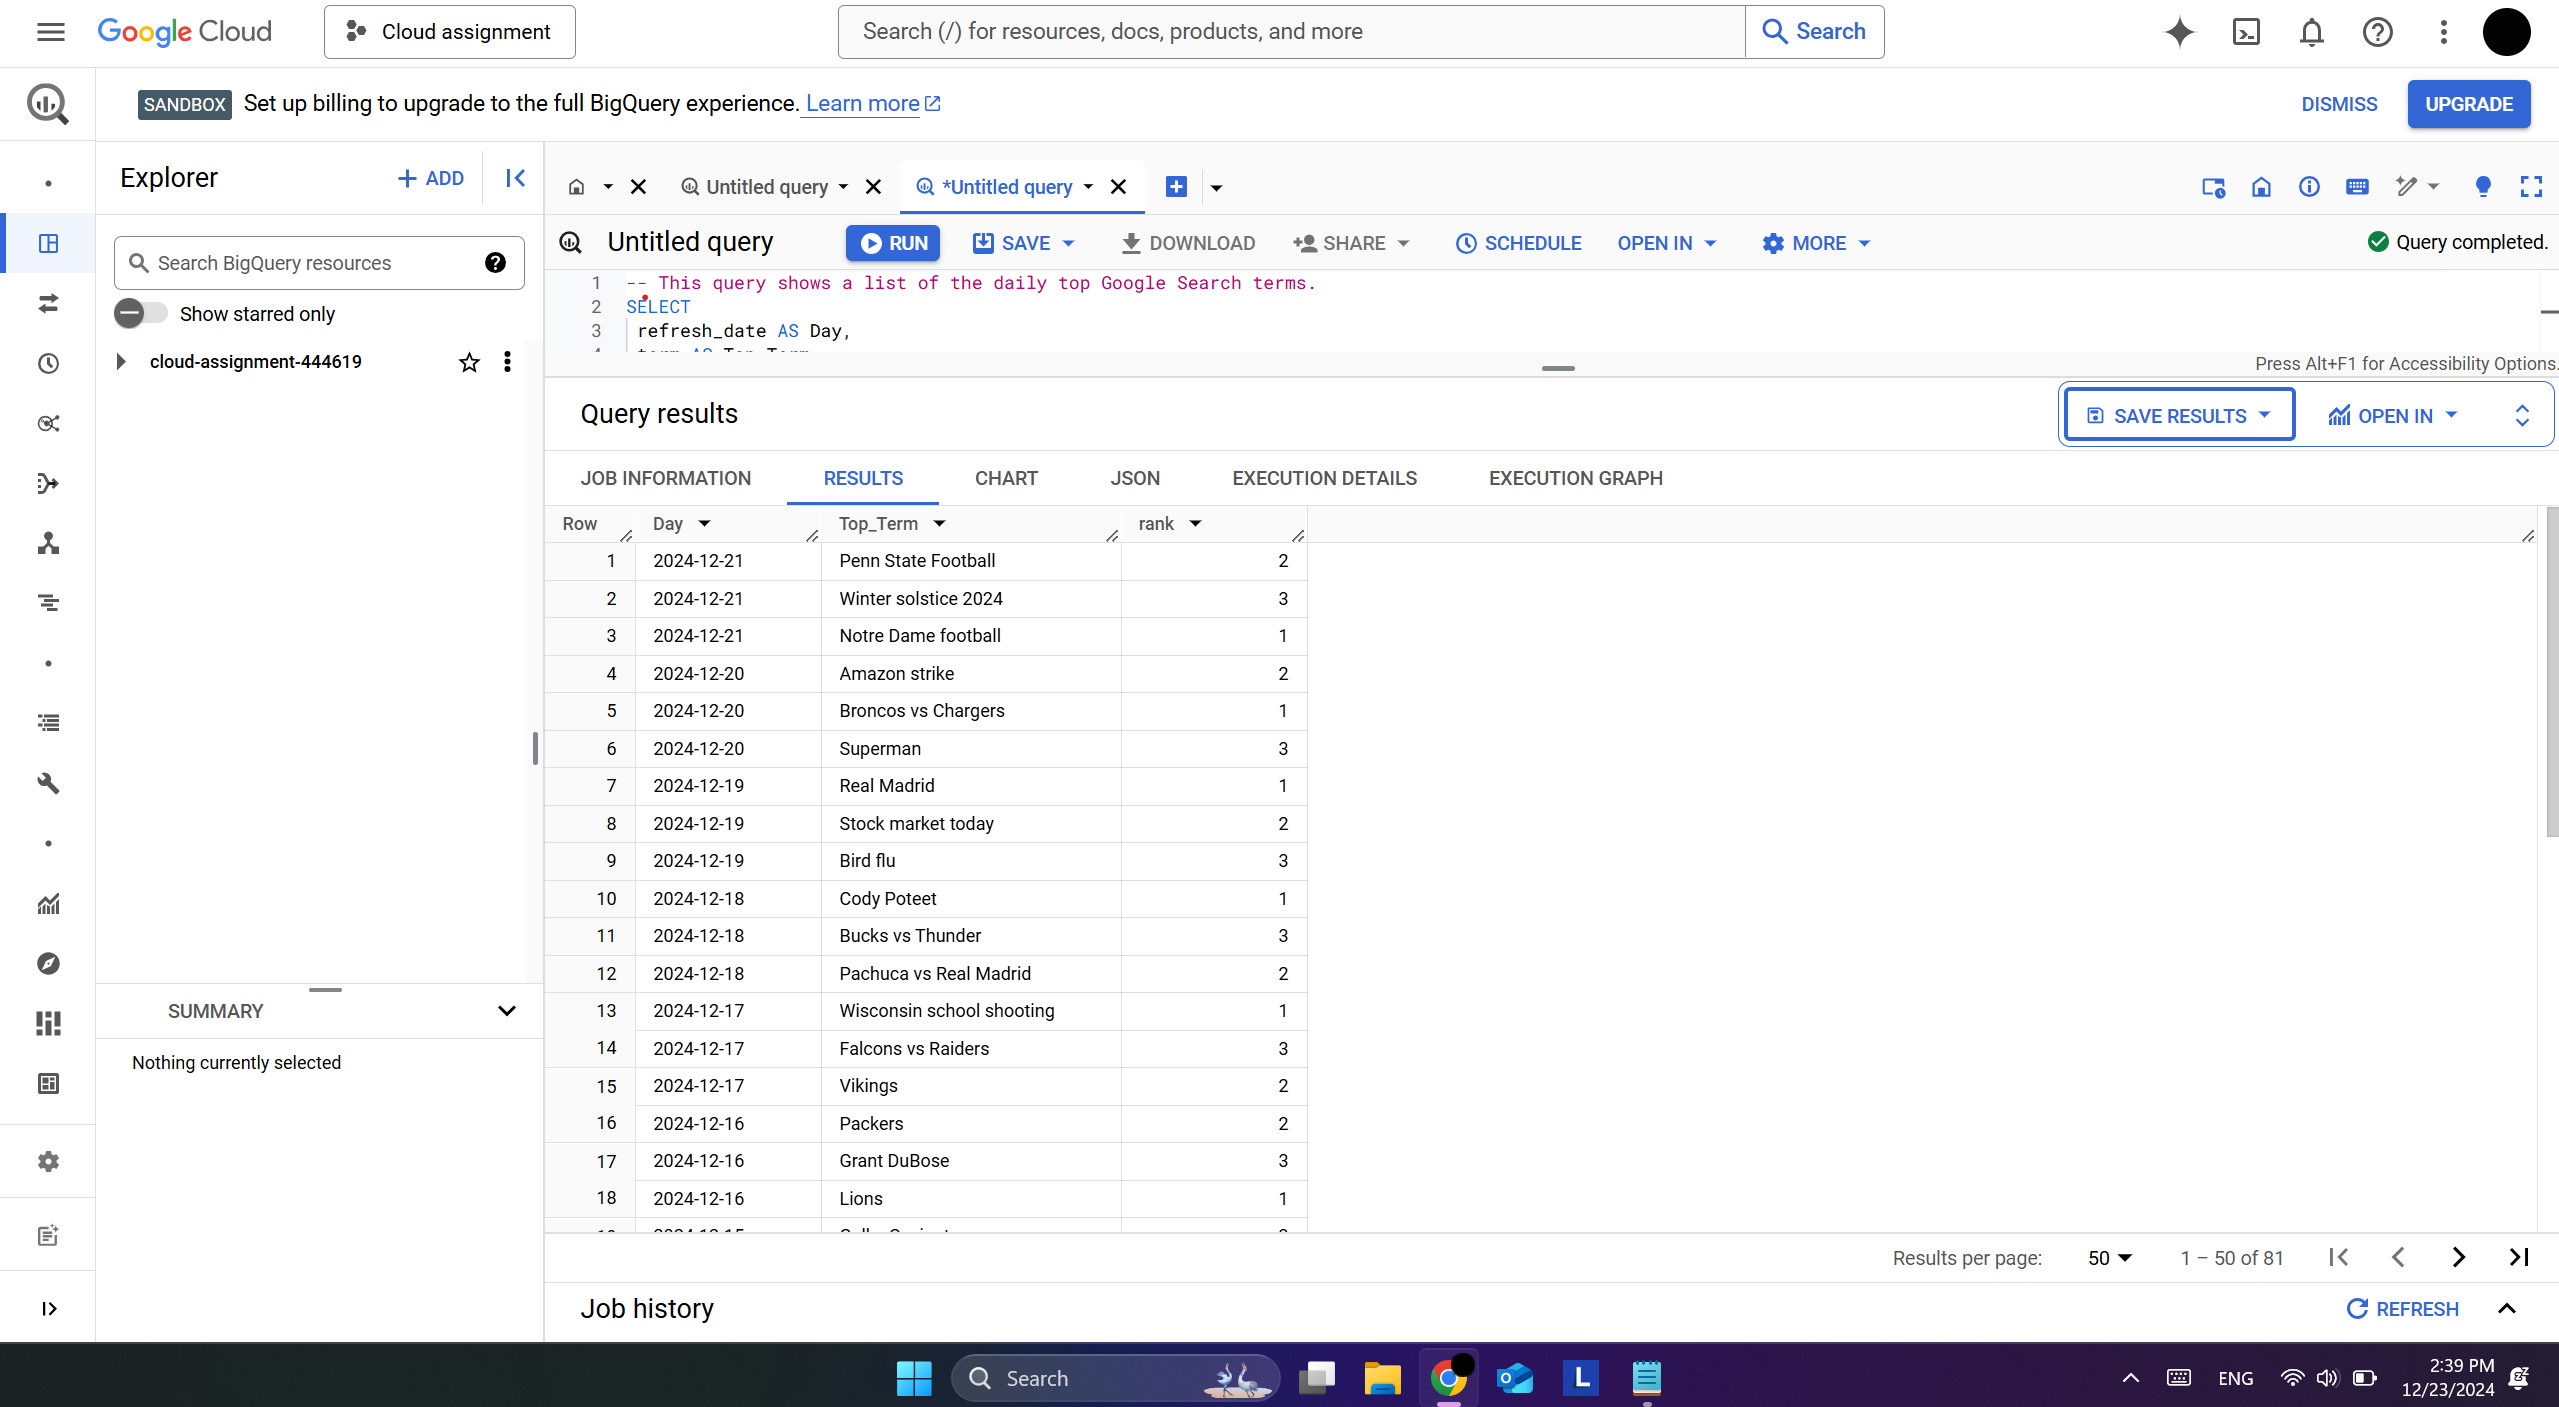 Google Cloud
Cloud assignment
Search (/) for resources, docs, products, and more
Search
SANDBOX Set up billing to upgrade to the full BigQuery experience. Learn more
DISMISS
UPGRADE
Explorer
+ ADD
Untitled query
*Untitled query
Search BigQuery resources
Show starred only
cloud-assignment-444619
Untitled query
RUN
SAVE
DOWNLOAD
SHARE
SCHEDULE
OPEN IN
MORE
Query completed.
1 -- This query shows a list of the daily top Google Search terms.
2 SELECT
3 refresh_date AS Day,
Press Alt+F1 for Accessibility Options.
Query results
SAVE RESULTS
OPEN IN
JOB INFORMATION RESULTS CHART JSON EXECUTION DETAILS EXECUTION GRAPH
Row Day Top_Term rank
1 2024-12-21 Penn State Football 2
2 2024-12-21 Winter solstice 2024 3
3 2024-12-21 Notre Dame football 1
4 2024-12-20 Amazon strike 2
5 2024-12-20 Broncos vs Chargers 1
6 2024-12-20 Superman 3
7 2024-12-19 Real Madrid 1
8 2024-12-19 Stock market today 2
9 2024-12-19 Bird flu 3
10 2024-12-18 Cody Poteet 1
11 2024-12-18 Bucks vs Thunder 3
12 2024-12-18 Pachuca vs Real Madrid 2
13 2024-12-17 Wisconsin school shooting 1
14 2024-12-17 Falcons vs Raiders 3
15 2024-12-17 Vikings 2
16 2024-12-16 Packers 2
17 2024-12-16 Grant DuBose 3
18 2024-12-16 Lions 1
SUMMARY
Nothing currently selected
Results per page: 50 1 – 50 of 81
Job history
REFRESH
Search
L
ENG
2:39 PM
12/23/2024